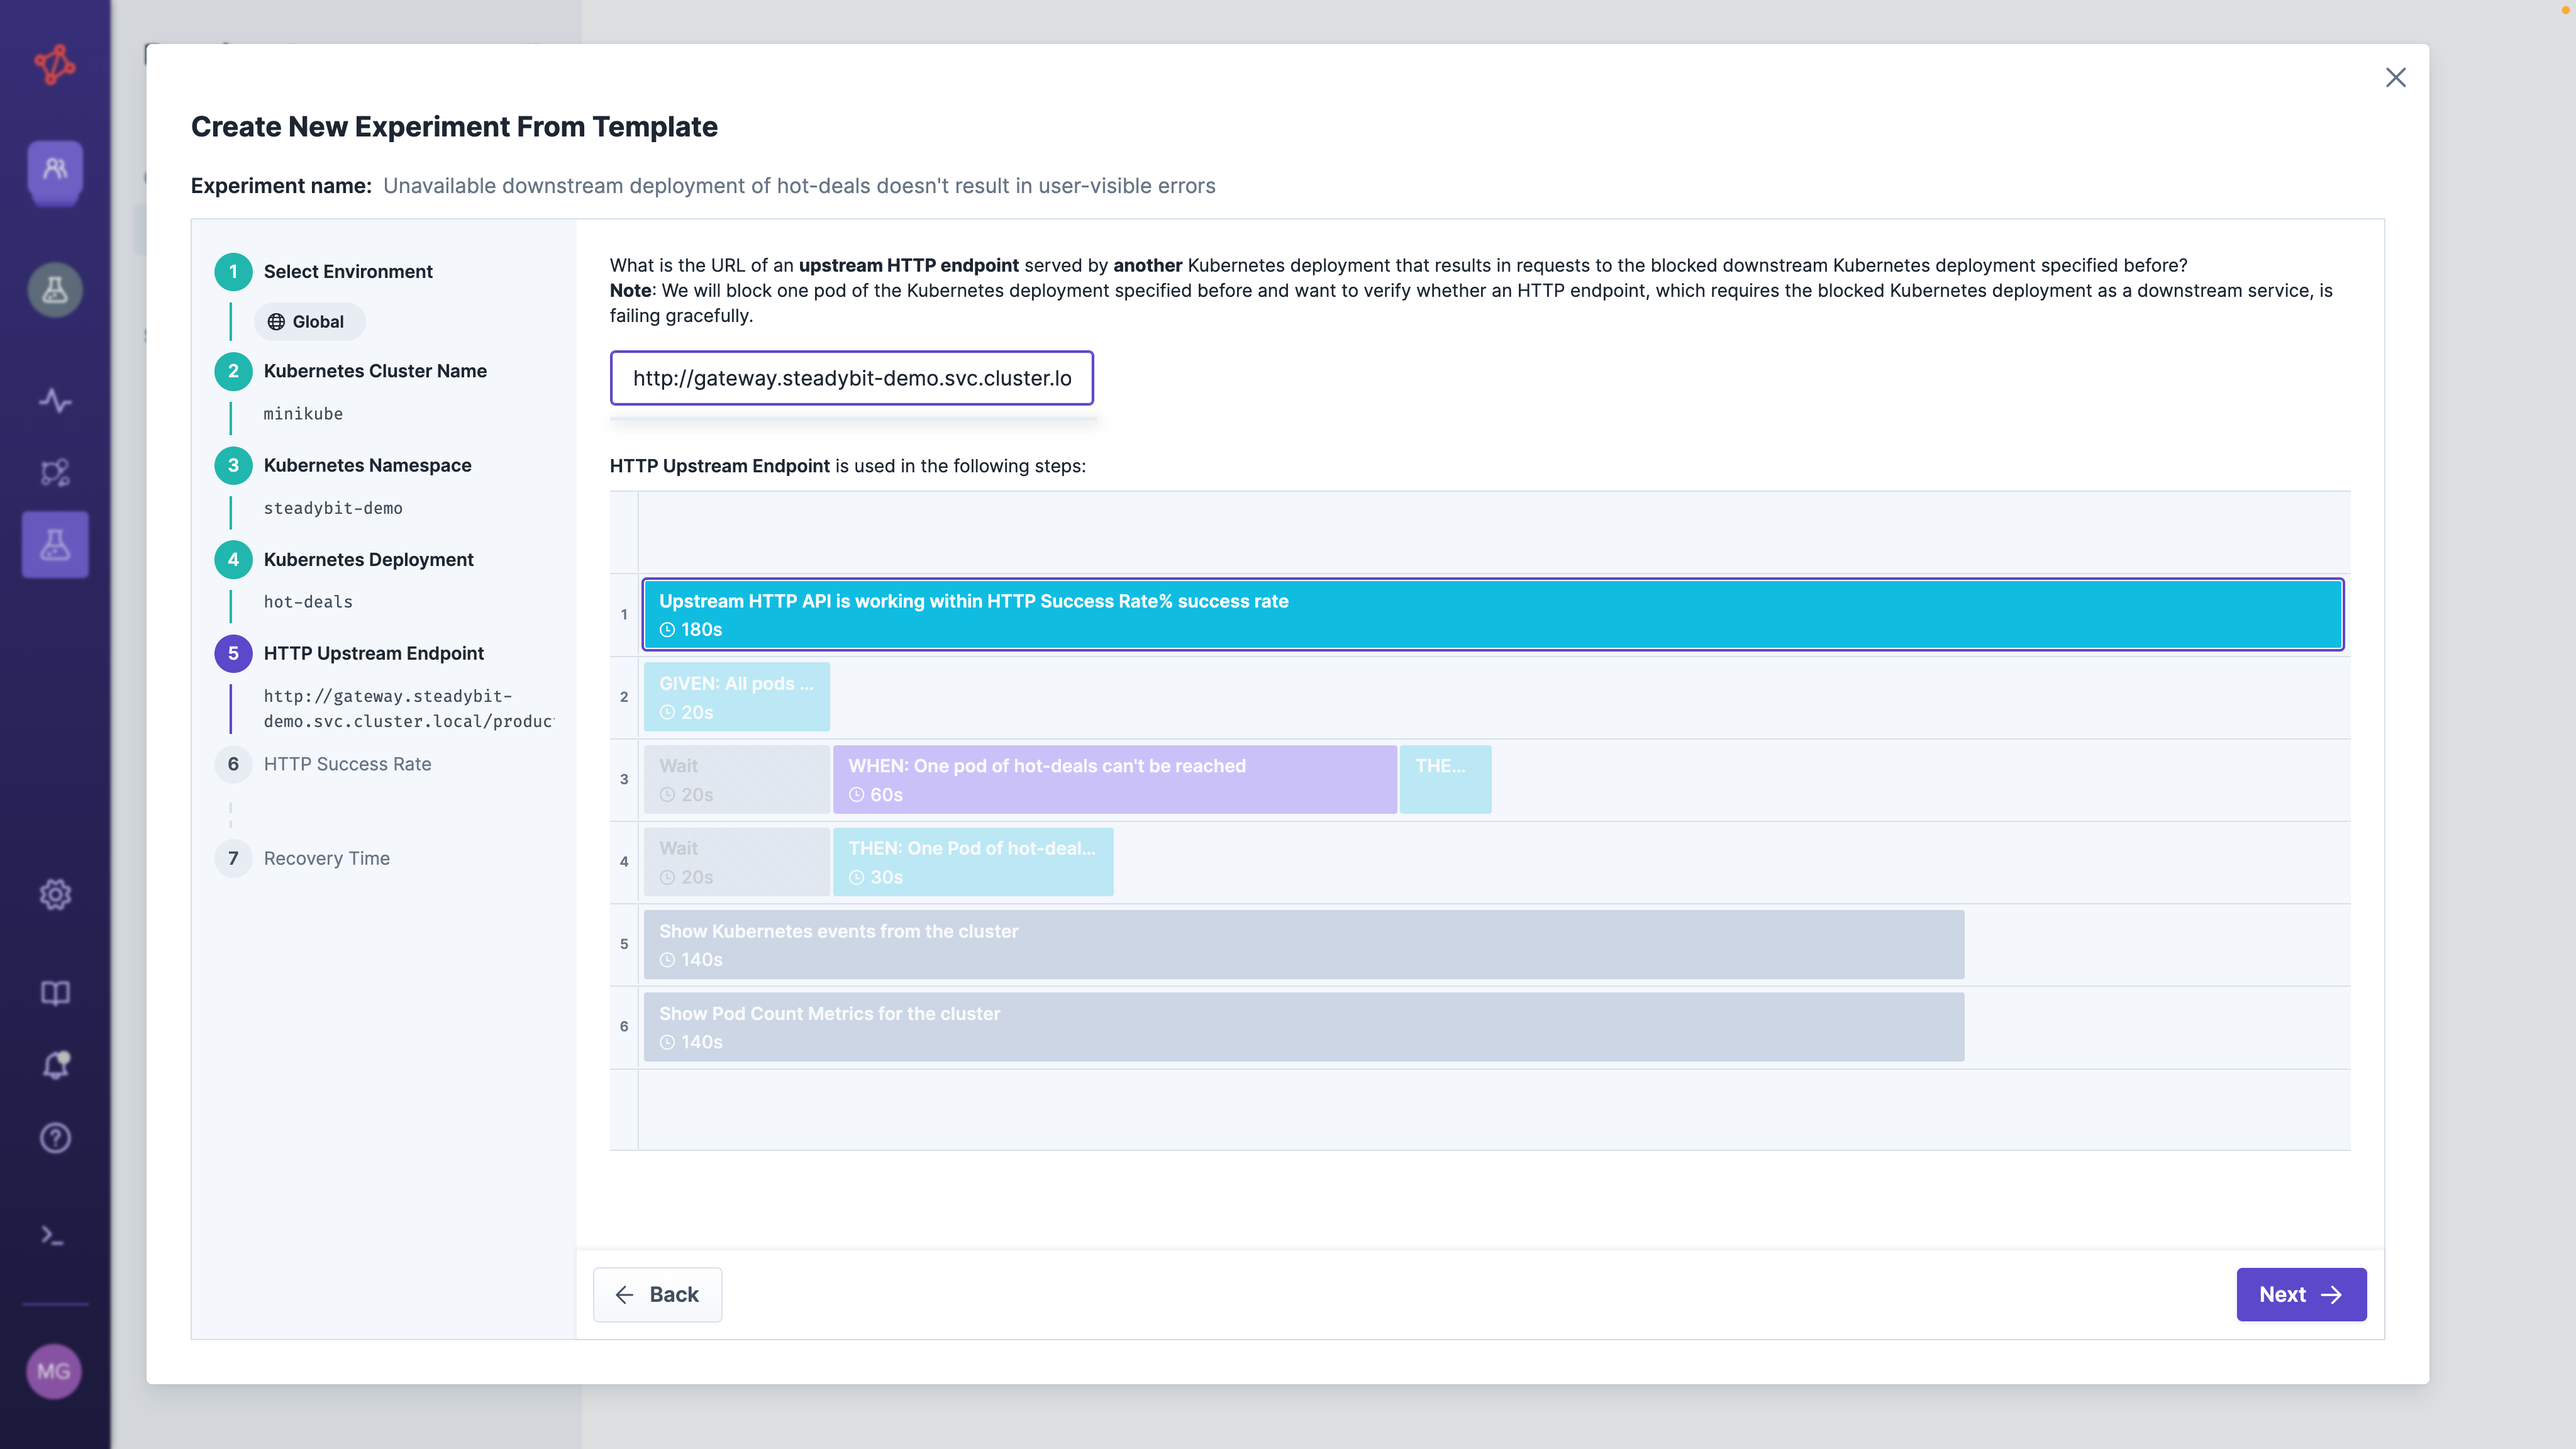 Create New Experiment From Template
Experiment name: Unavailable downstream deployment of hot-deals doesn't result in user-visible errors
1 Select Environment
Global
2 Kubernetes Cluster Name
minikube
3 Kubernetes Namespace
steadybit-demo
4 Kubernetes Deployment
hot-deals
5 HTTP Upstream Endpoint
http://gateway.steadybit-
demo.svc.cluster.local/produc
6 HTTP Success Rate
7 Recovery Time
What is the URL of an upstream HTTP endpoint served by another Kubernetes deployment that results in requests to the blocked downstream Kubernetes deployment specified before?
Note: We will block one pod of the Kubernetes deployment specified before and want to verify whether an HTTP endpoint, which requires the blocked Kubernetes deployment as a downstream service, is
failing gracefully.
http://gateway.steadybit-demo.svc.cluster.lo
HTTP Upstream Endpoint is used in the following steps:
1
Upstream HTTP API is working within HTTP Success Rate% success rate
180s
2
GIVEN: All pods ...
20s
3
Wait
20s
WHEN: One pod of hot-deals can't be reached
60s
THE...
4
Wait
20s
THEN: One Pod of hot-deal...
30s
5
Show Kubernetes events from the cluster
140s
6
Show Pod Count Metrics for the cluster
140s
Back
Next
MG